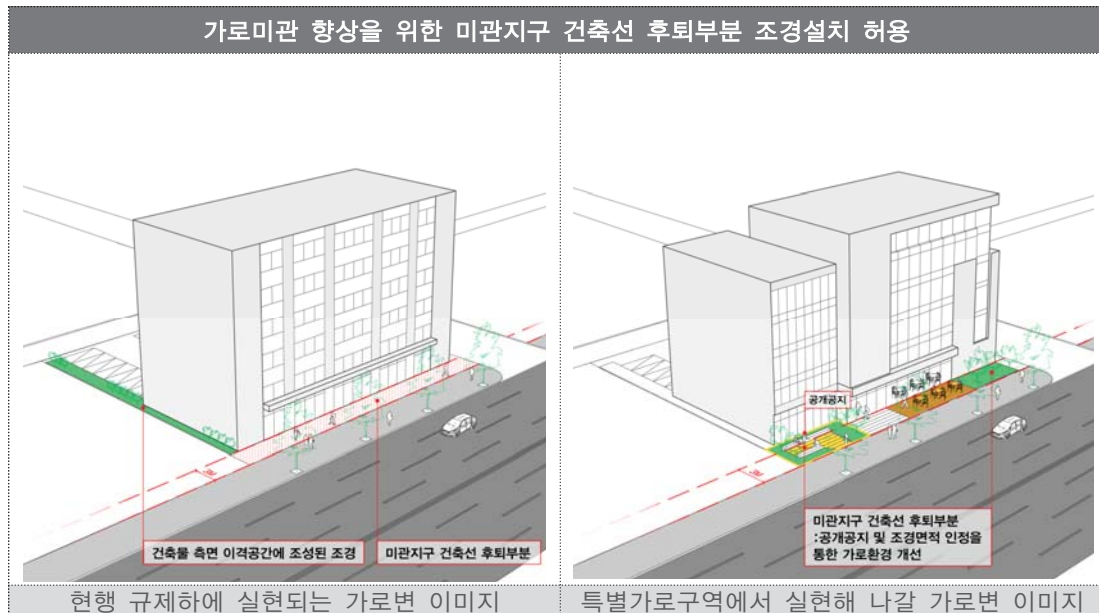 가로미관 향상을 위한 미관지구 건축선 후퇴부분 조경설치 허용
건축물 측면 이격공간에 조성된 조경
미관지구 건축선 후퇴부분
현행 규제하에 실현되는 가로변 이미지
공개공지
미관지구 건축선 후퇴부분
:공개공지 및 조경면적 인정을
통한 가로환경 개선
특별가로구역에서 실현해 나갈 가로변 이미지